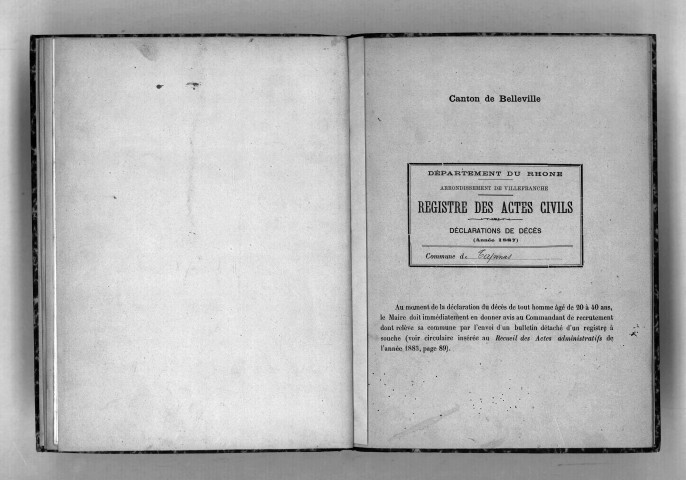 Canton de Belleville
DÉPARTEMENT DU RHONE
ARRONDISSEMENT DE VILLEFRANCHE
REGISTRE DES ACTES CIVILS
DÉCLARATIONS DE DÉCÈS
(Année 1887)
Commune de
Au moment de la déclaration du décès de tout homme âgé de 20 à 40 ans,
le Maire doit immédiatement en donner avis au Commandant de recrutement
dont relève sa commune par l'envoi d'un bulletin détaché d'un registre à
souche (voir circulaire insérée au Recueil des Actes administratifs de
l'année 1883, page 89).